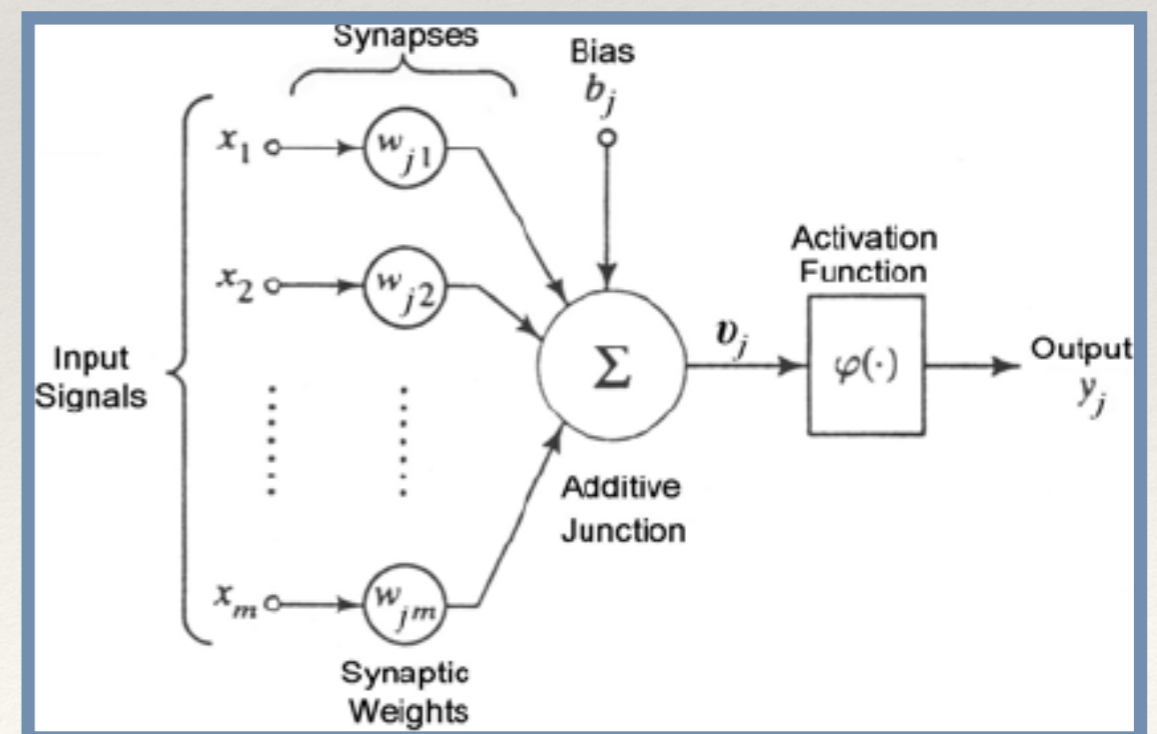 Synapses
Bias
b_j
x_1
w_j1
x_2
w_j2
Activation
Function
Input
Signals
Σ
v_j
φ(·)
Output
y_j
Additive
Junction
x_m
w_jm
Synaptic
Weights